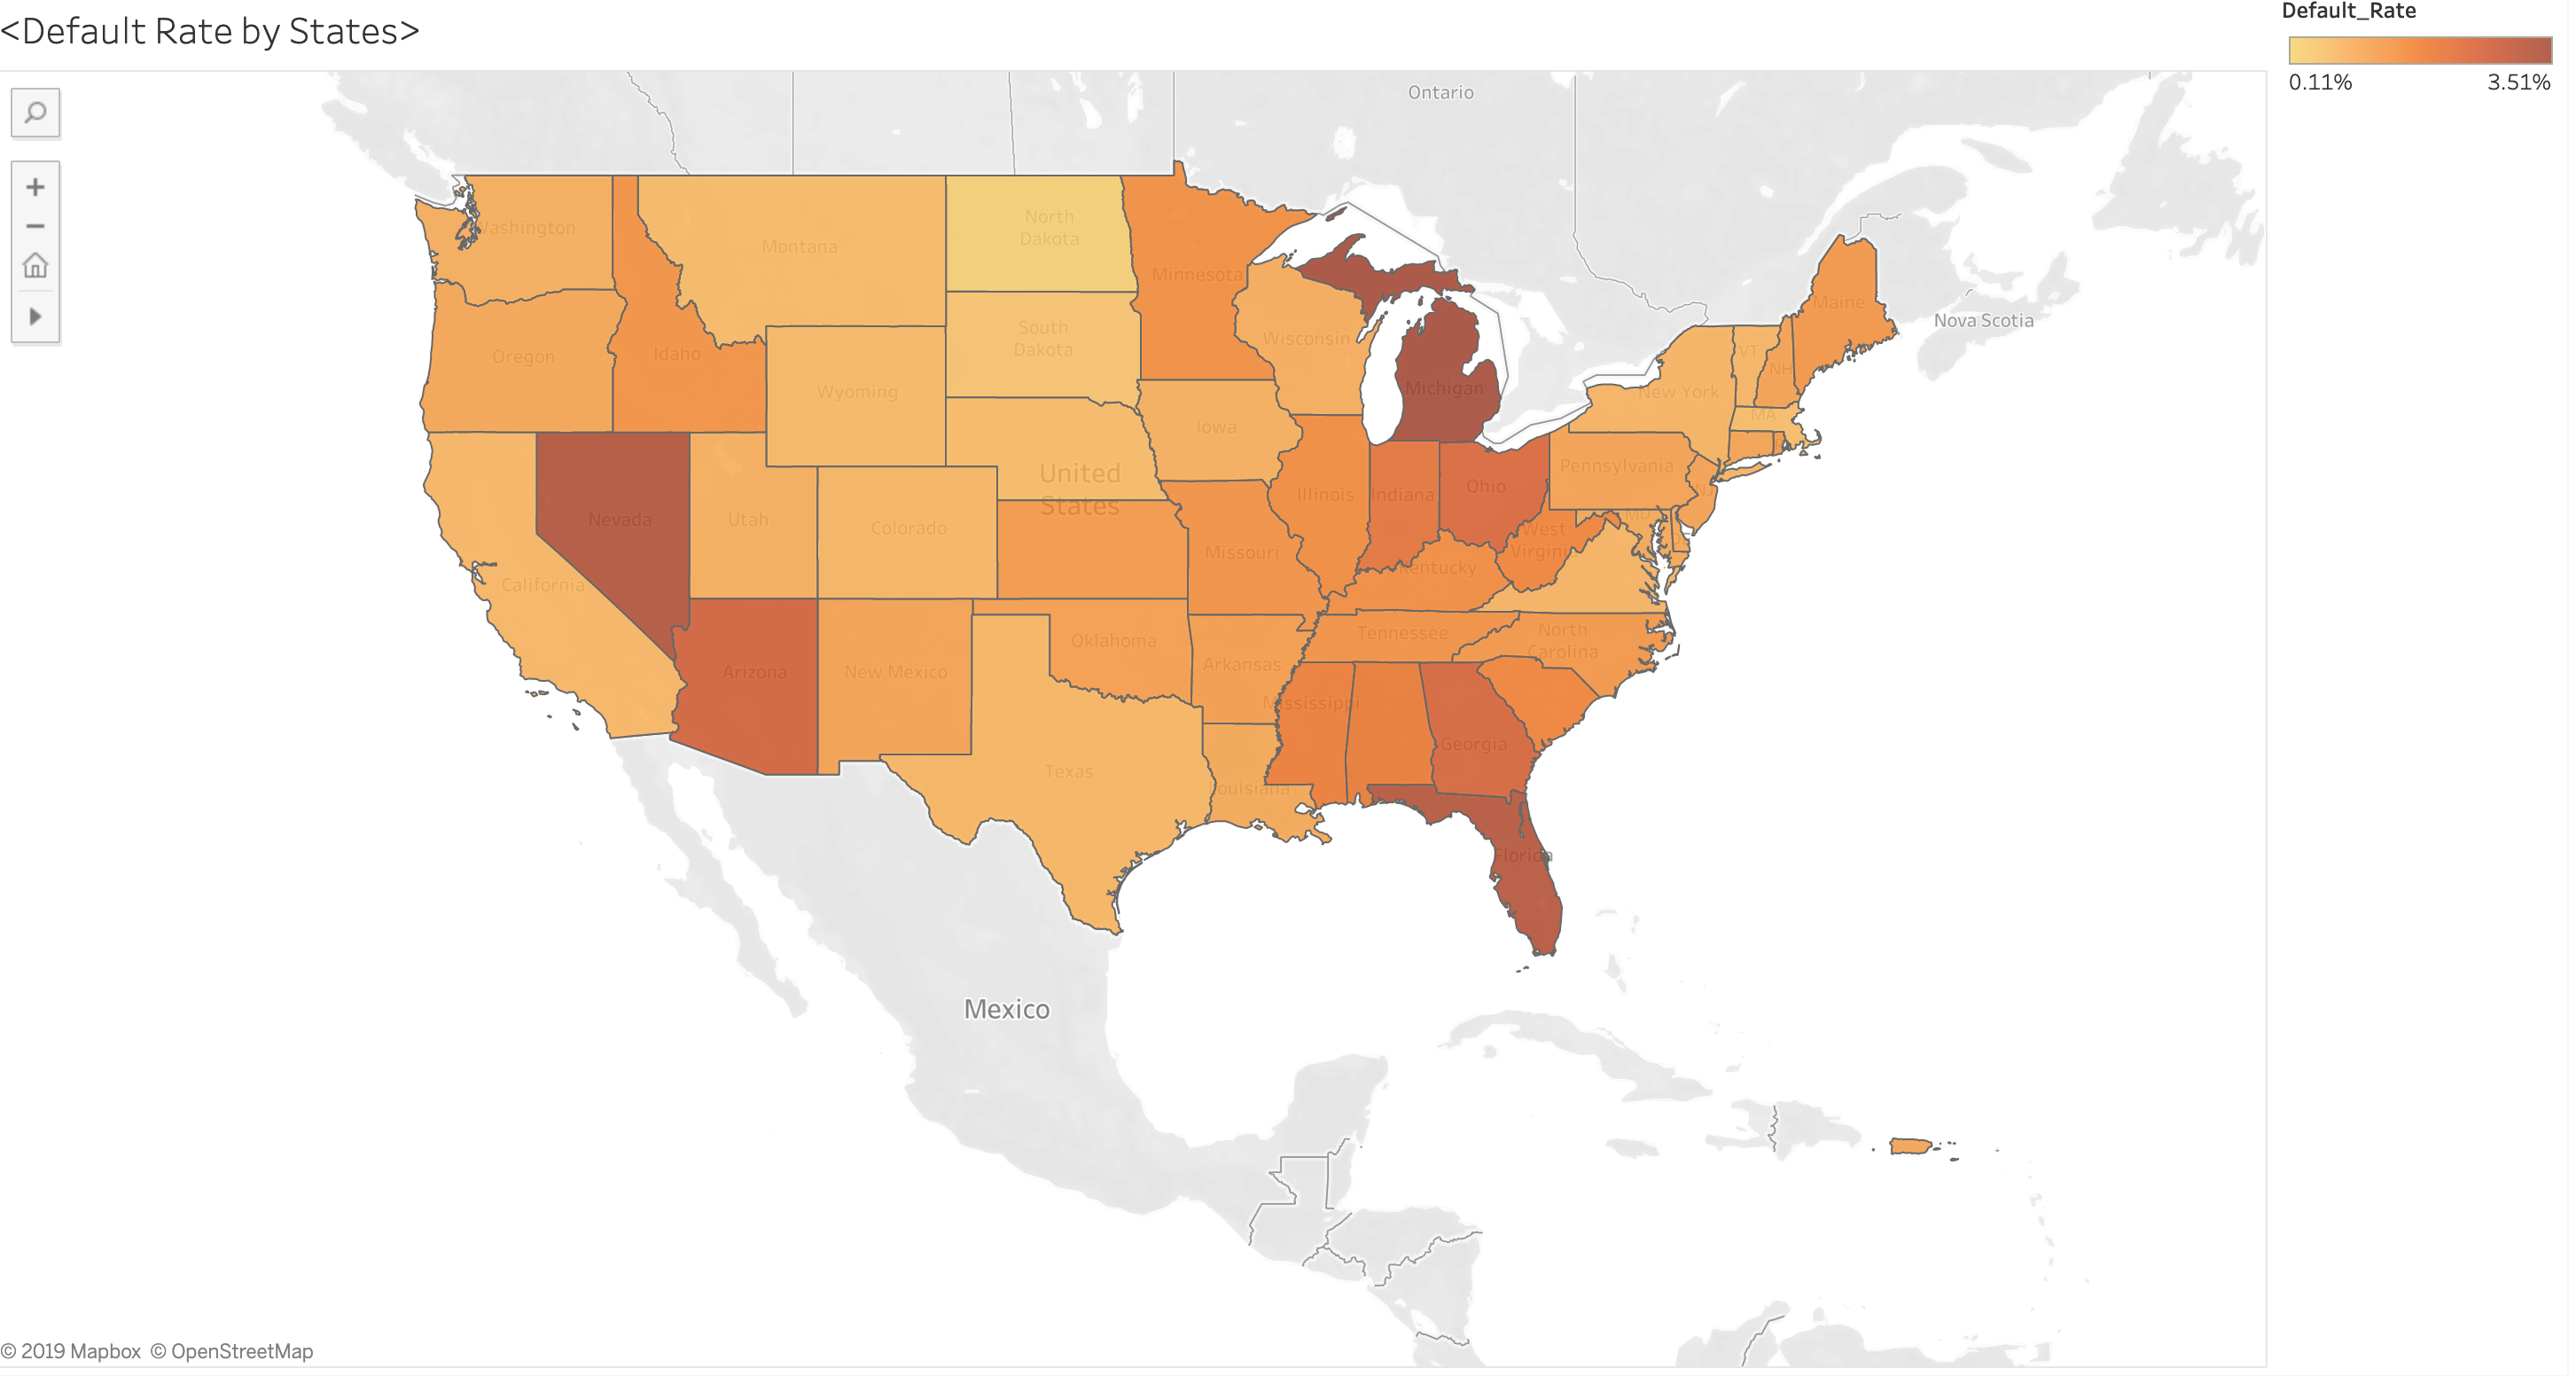 <Default Rate by States>
Default_Rate
0.11%
3.51%
Ontario
Washington
Montana
North
Dakota
Minnesota
Maine
Nova Scotia
Oregon
Idaho
South
Dakota
Wisconsin
VT
NH
Wyoming
Michigan
New York
MA
Iowa
Pennsylvania
United
States
Nevada
Utah
Colorado
Illinois
Indiana
Ohio
NJ
MD
West
Virginia
Missouri
Kentucky
California
Oklahoma
Tennessee
North
Carolina
Arizona
New Mexico
Arkansas
Mississippi
Georgia
Texas
Louisiana
Florida
Mexico
© 2019 Mapbox © OpenStreetMap